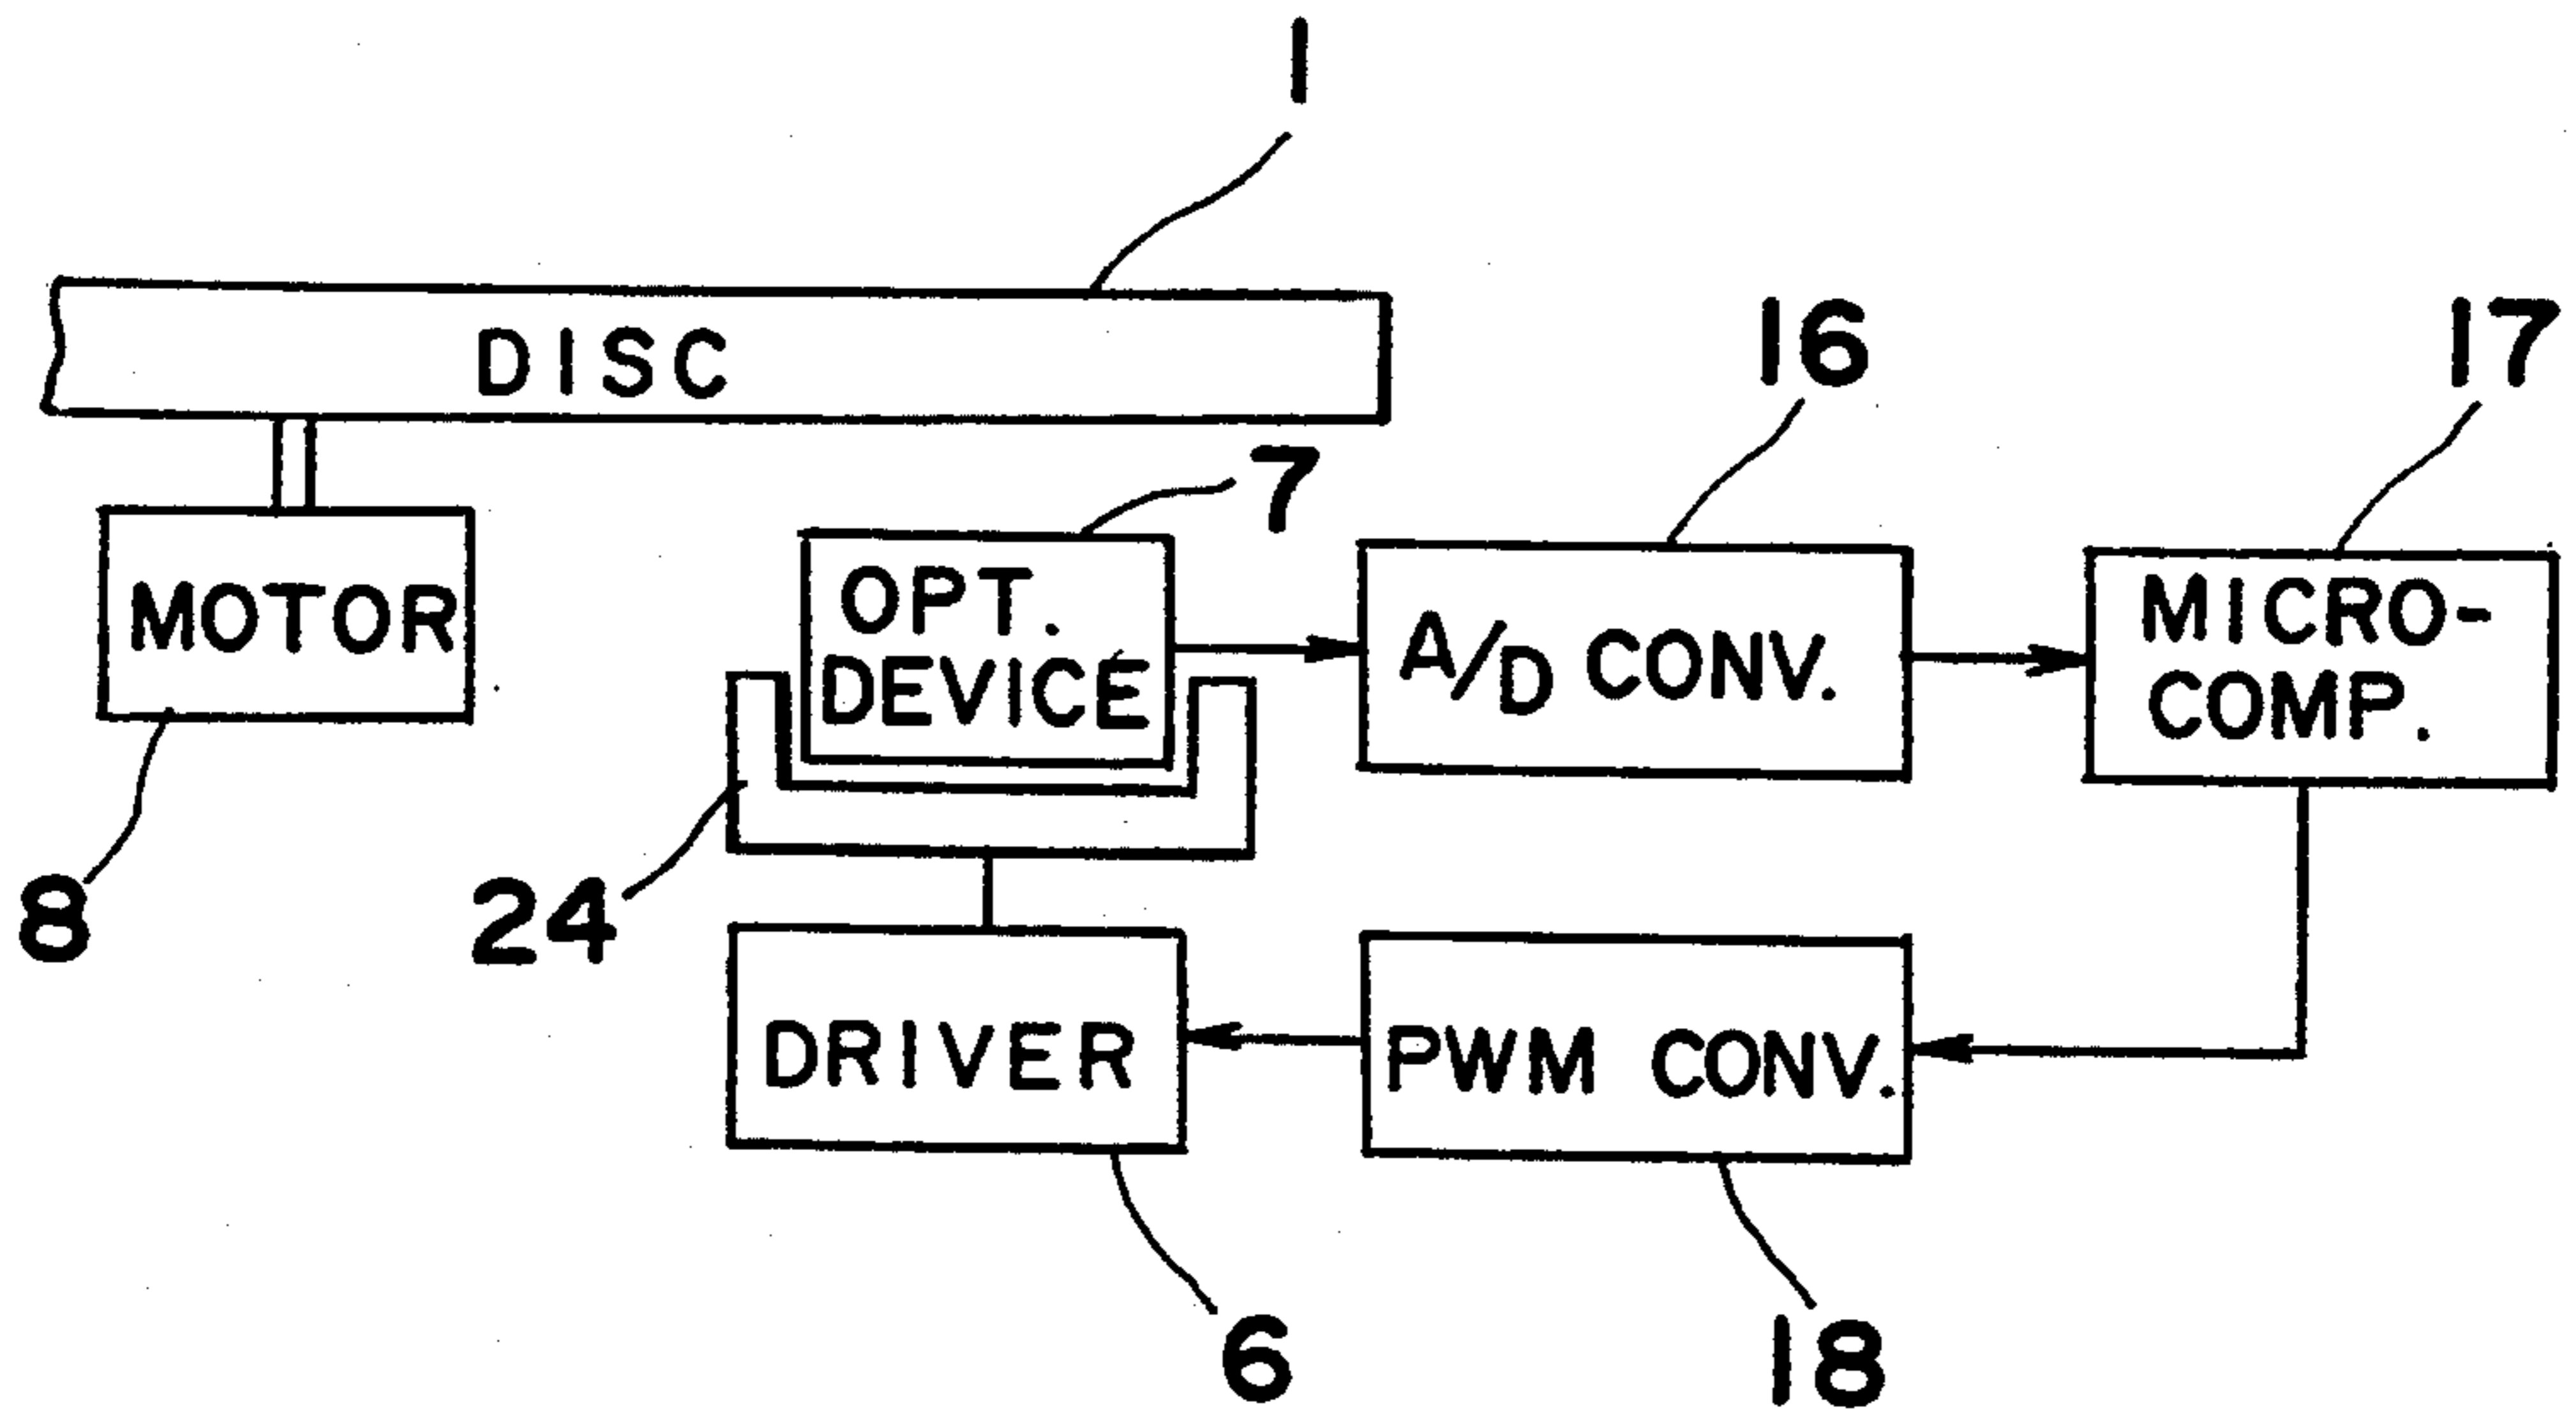 1
DISC
16
17
7
MOTOR
OPT.
DEVICE
A/D CONV.
MICRO-
COMP.
8
24
DRIVER
PWM CONV.
6
18